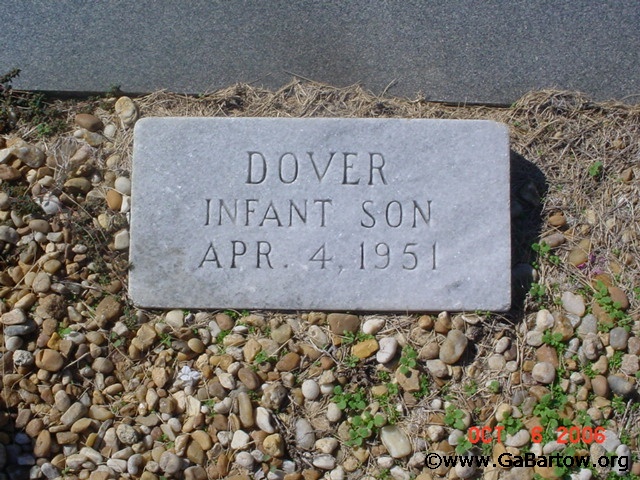 DOVER
INFANT SON
APR. 4, 1951
OCT 6 2006
©www.GaBartow.org